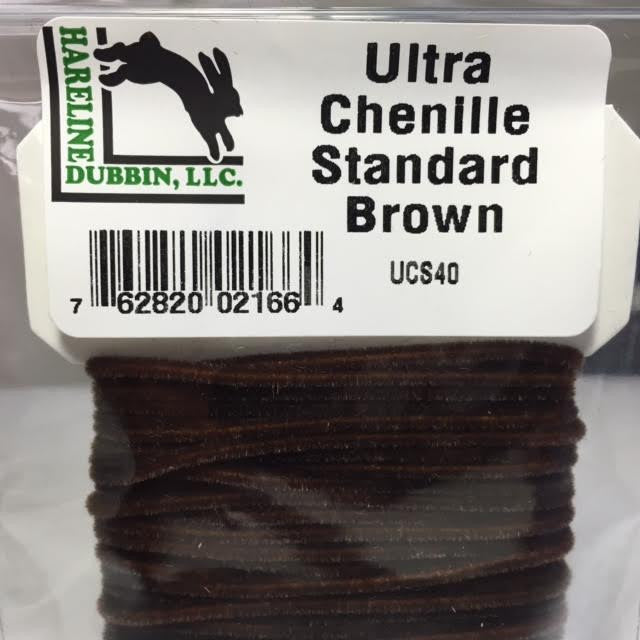 HARELINE
DUBBIN, LLC.
Ultra
Chenille
Standard
Brown
UCS40
7 62820 02166 4